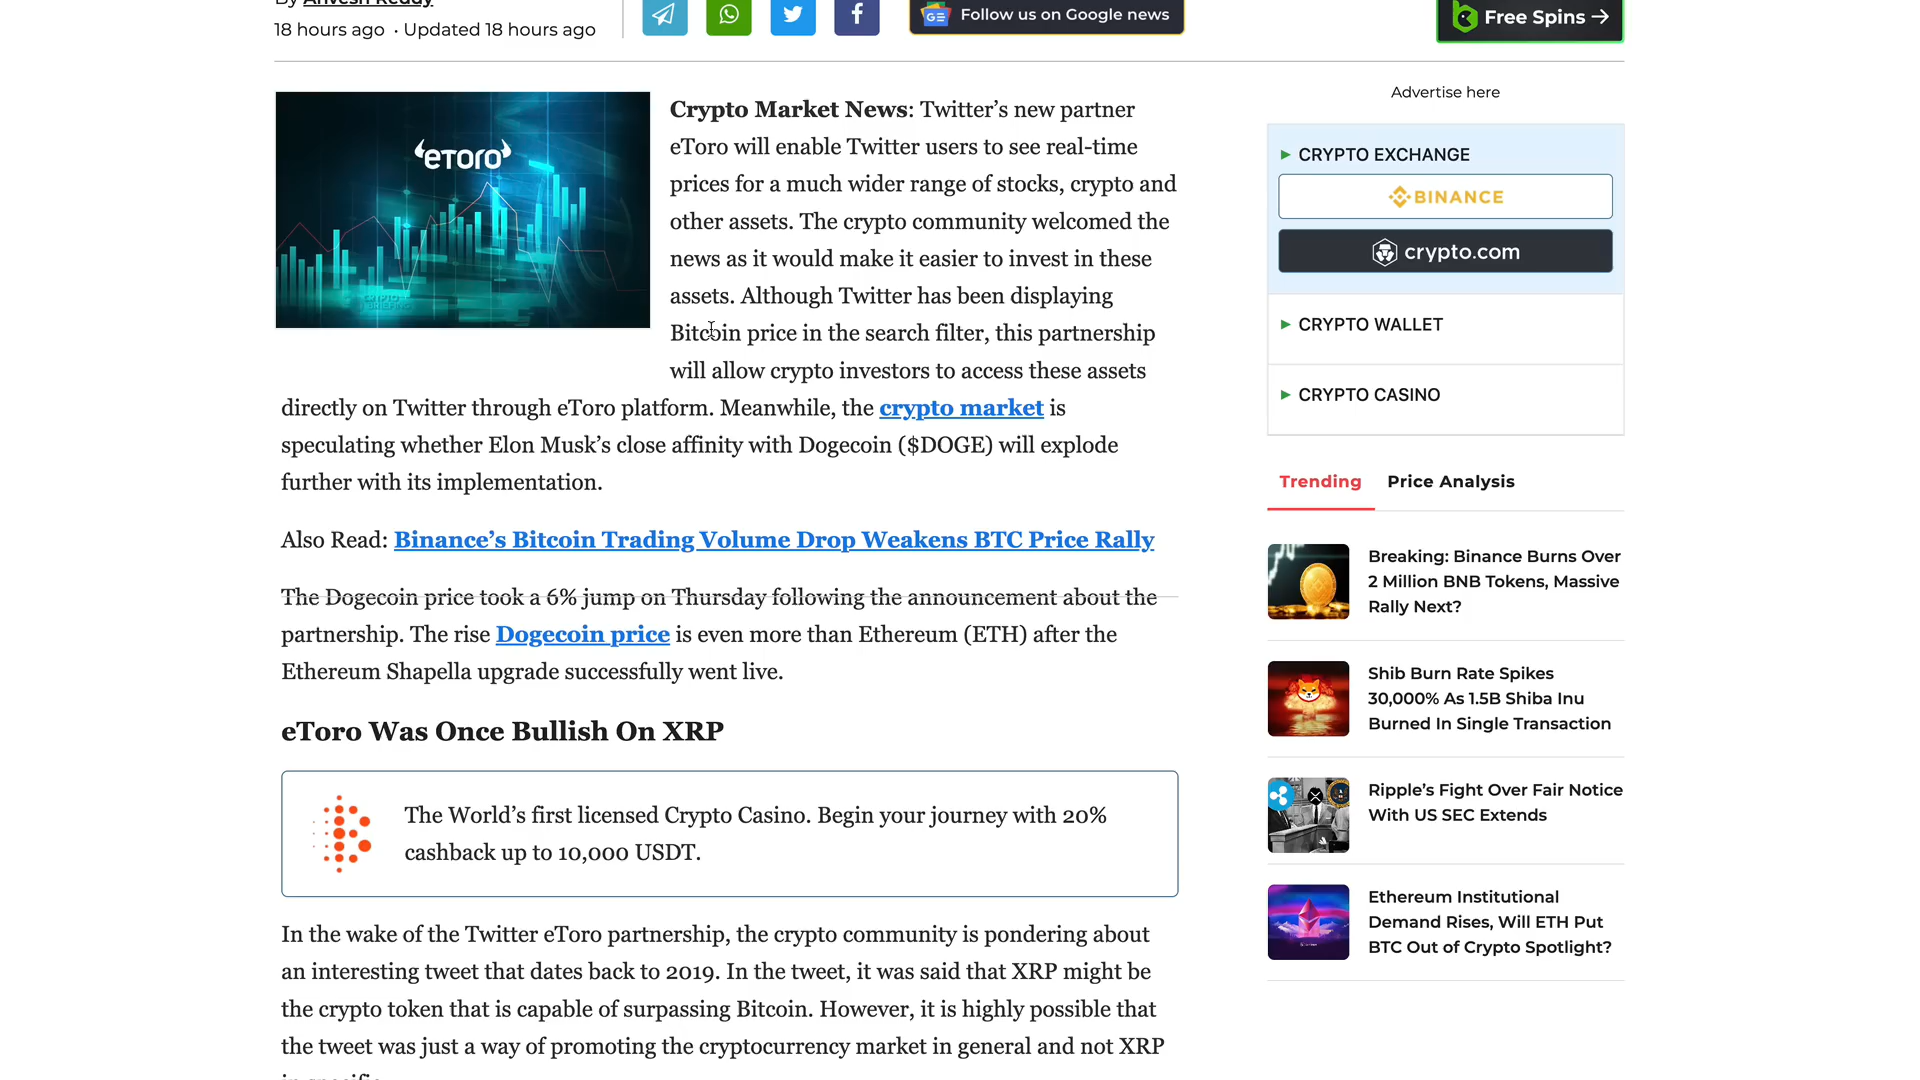 By Anvesh Reddy
18 hours ago · Updated 18 hours ago
Follow us on Google news
Free Spins →
eTORO
CRYPTO
BRIEFING
Crypto Market News: Twitter’s new partner
eToro will enable Twitter users to see real-time
prices for a much wider range of stocks, crypto and
other assets. The crypto community welcomed the
news as it would make it easier to invest in these
assets. Although Twitter has been displaying
Bitcoin price in the search filter, this partnership
will allow crypto investors to access these assets
directly on Twitter through eToro platform. Meanwhile, the crypto market is
speculating whether Elon Musk’s close affinity with Dogecoin ($DOGE) will explode
further with its implementation.
Also Read: Binance’s Bitcoin Trading Volume Drop Weakens BTC Price Rally
The Dogecoin price took a 6% jump on Thursday following the announcement about the
partnership. The rise Dogecoin price is even more than Ethereum (ETH) after the
Ethereum Shapella upgrade successfully went live.
eToro Was Once Bullish On XRP
The World’s first licensed Crypto Casino. Begin your journey with 20%
cashback up to 10,000 USDT.
In the wake of the Twitter eToro partnership, the crypto community is pondering about
an interesting tweet that dates back to 2019. In the tweet, it was said that XRP might be
the crypto token that is capable of surpassing Bitcoin. However, it is highly possible that
the tweet was just a way of promoting the cryptocurrency market in general and not XRP
in specific.
Advertise here
CRYPTO EXCHANGE
BINANCE
crypto.com
CRYPTO WALLET
CRYPTO CASINO
Trending
Price Analysis
Breaking: Binance Burns Over
2 Million BNB Tokens, Massive
Rally Next?
Shib Burn Rate Spikes
30,000% As 1.5B Shiba Inu
Burned In Single Transaction
Ripple’s Fight Over Fair Notice
With US SEC Extends
Ethereum Institutional
Demand Rises, Will ETH Put
BTC Out of Crypto Spotlight?